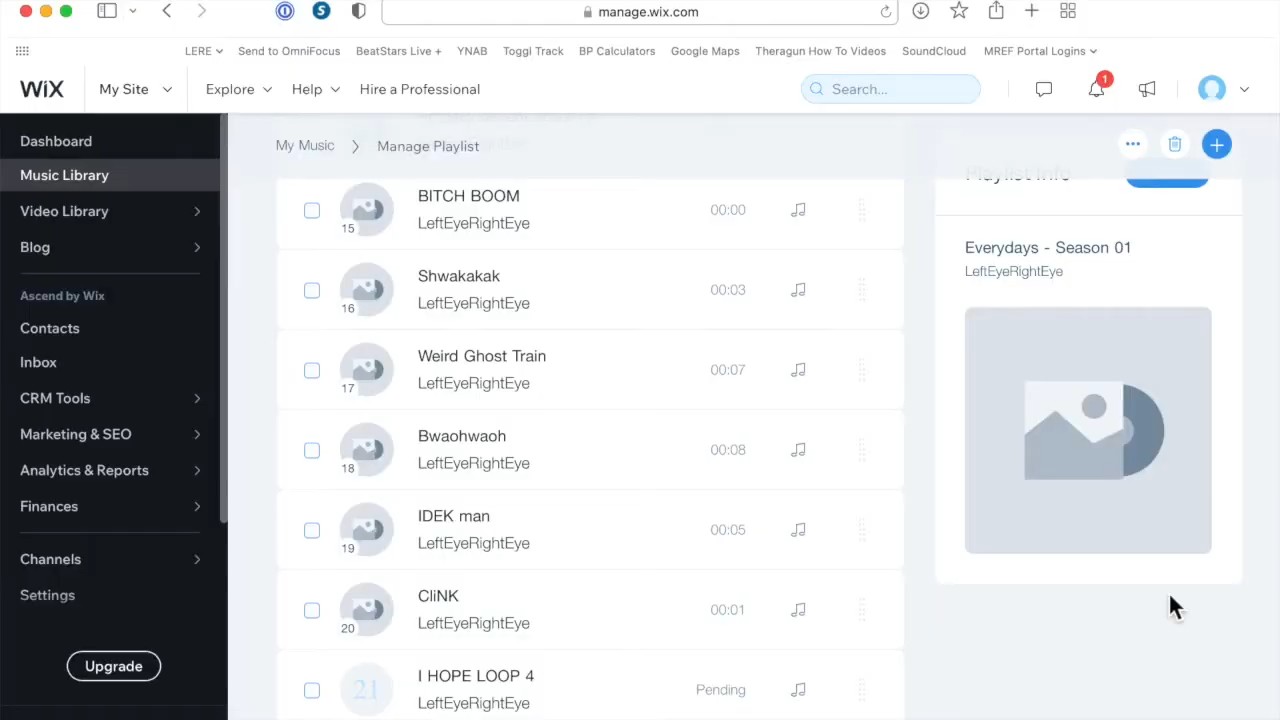 manage.wix.com
LERE
Send to OmniFocus
BeatStars Live +
YNAB
Toggl Track
BP Calculators
Google Maps
Theragun How To Videos
SoundCloud
MREF Portal Logins
WiX
My Site
Explore
Help
Hire a Professional
Search...
1
Dashboard
Music Library
Video Library
Blog
Ascend by Wix
Contacts
Inbox
CRM Tools
Marketing & SEO
Analytics & Reports
Finances
Channels
Settings
Upgrade
My Music
Manage Playlist
15
BITCH BOOM
LeftEyeRightEye
00:00
16
Shwakakak
LeftEyeRightEye
00:03
17
Weird Ghost Train
LeftEyeRightEye
00:07
18
Bwaohwaoh
LeftEyeRightEye
00:08
19
IDEK man
LeftEyeRightEye
00:05
20
CliNK
LeftEyeRightEye
00:01
21
I HOPE LOOP 4
LeftEyeRightEye
Pending
Playlist Info
Everydays - Season 01
LeftEyeRightEye